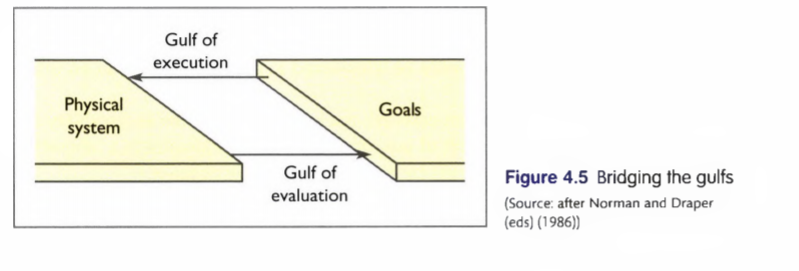 Gulf of
execution
Physical
system
Goals
Gulf of
evaluation
Figure 4.5 Bridging the gulfs
(Source: after Norman and Draper
(eds) (1986))